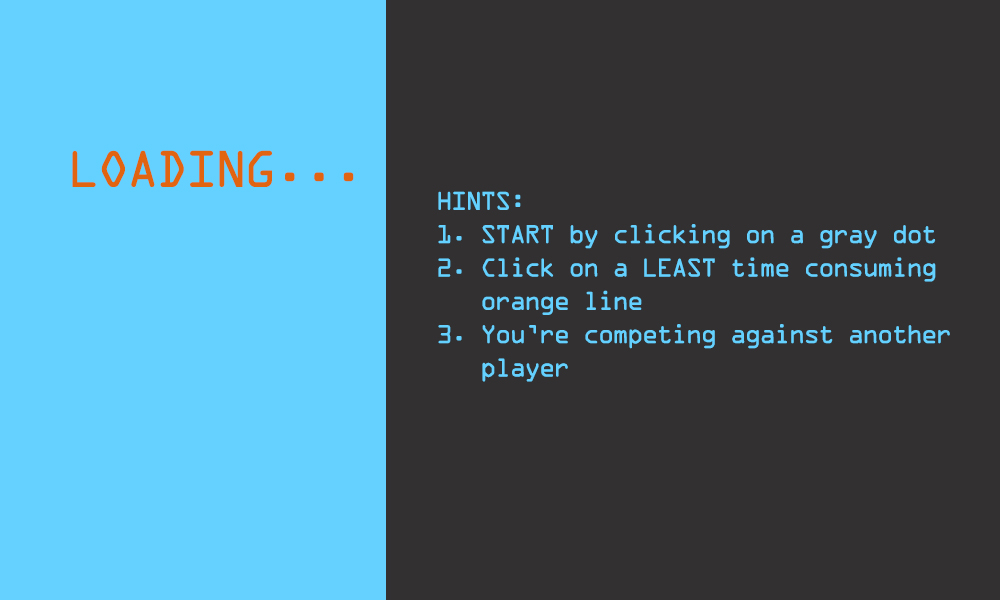 LOADING...
HINTS:
1. START by clicking on a gray dot
2. Click on a LEAST time consuming
orange line
3. You're competing against another
player